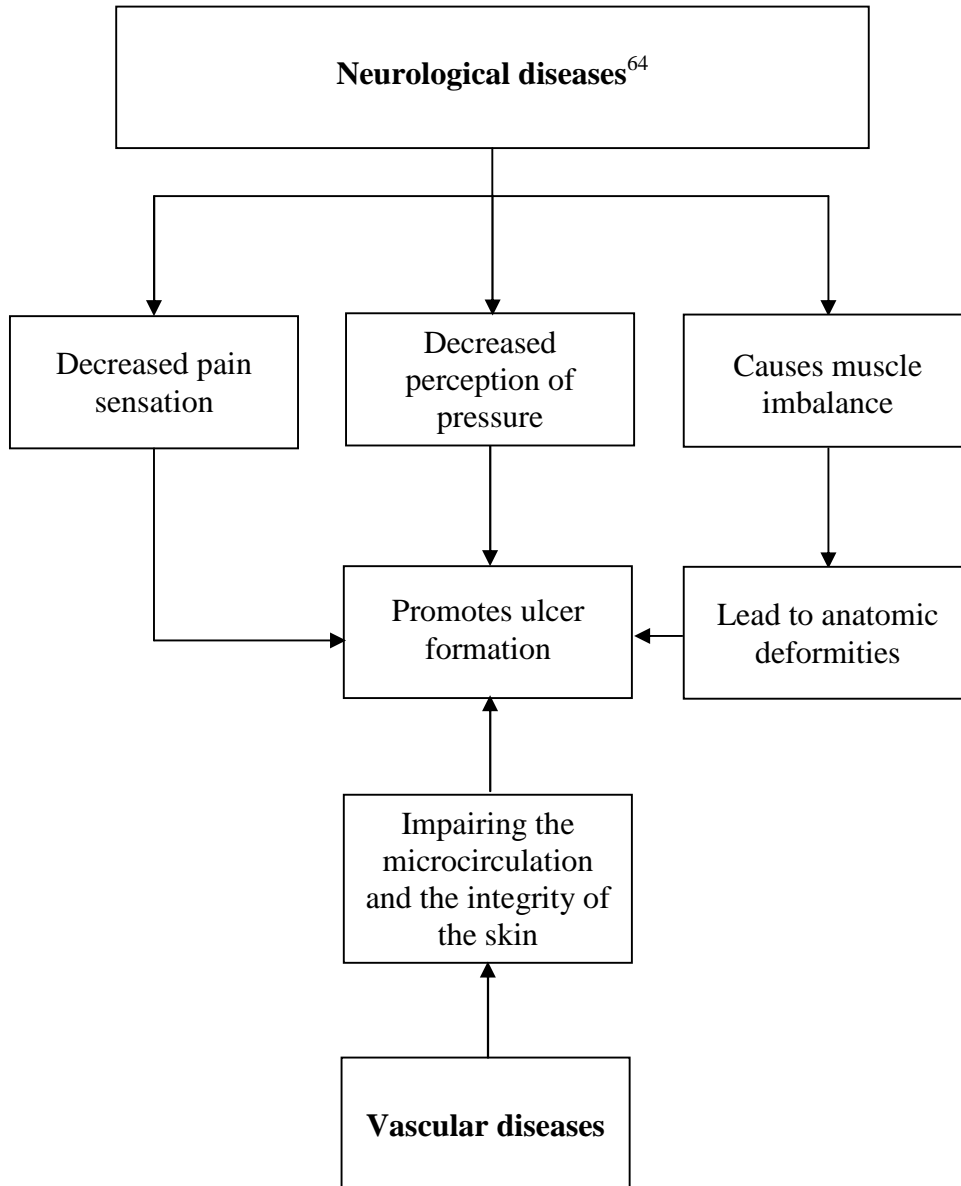 Neurological diseases64
Decreased pain
sensation
Decreased
perception of
pressure
Causes muscle
imbalance
Promotes ulcer
formation
Lead to anatomic
deformities
Impairing the
microcirculation
and the integrity of
the skin
Vascular diseases